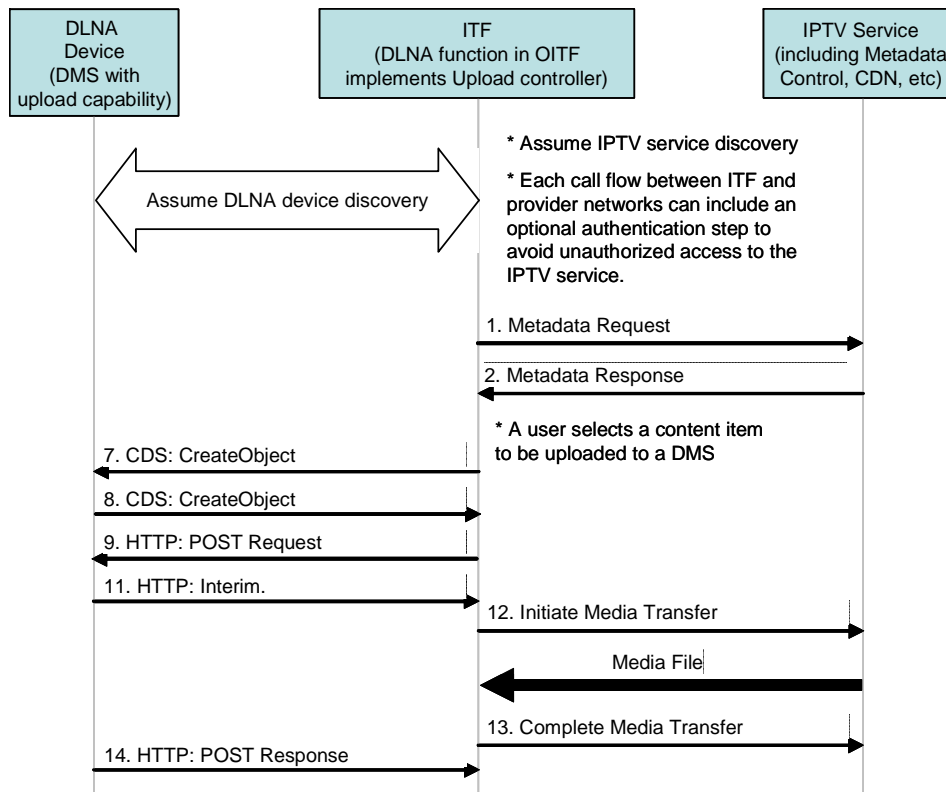 DLNA
Device
(DMS with
upload capability)
ITF
(DLNA function in OITF
implements Upload controller)
IPTV Service
(including Metadata
Control, CDN, etc)
Assume DLNA device discovery
* Assume IPTV service discovery
* Each call flow between ITF and
provider networks can include an
optional authentication step to
avoid unauthorized access to the
IPTV service.
1. Metadata Request
2. Metadata Response
* A user selects a content item
to be uploaded to a DMS
7. CDS: CreateObject
8. CDS: CreateObject
9. HTTP: POST Request
11. HTTP: Interim.
12. Initiate Media Transfer
Media File
13. Complete Media Transfer
14. HTTP: POST Response